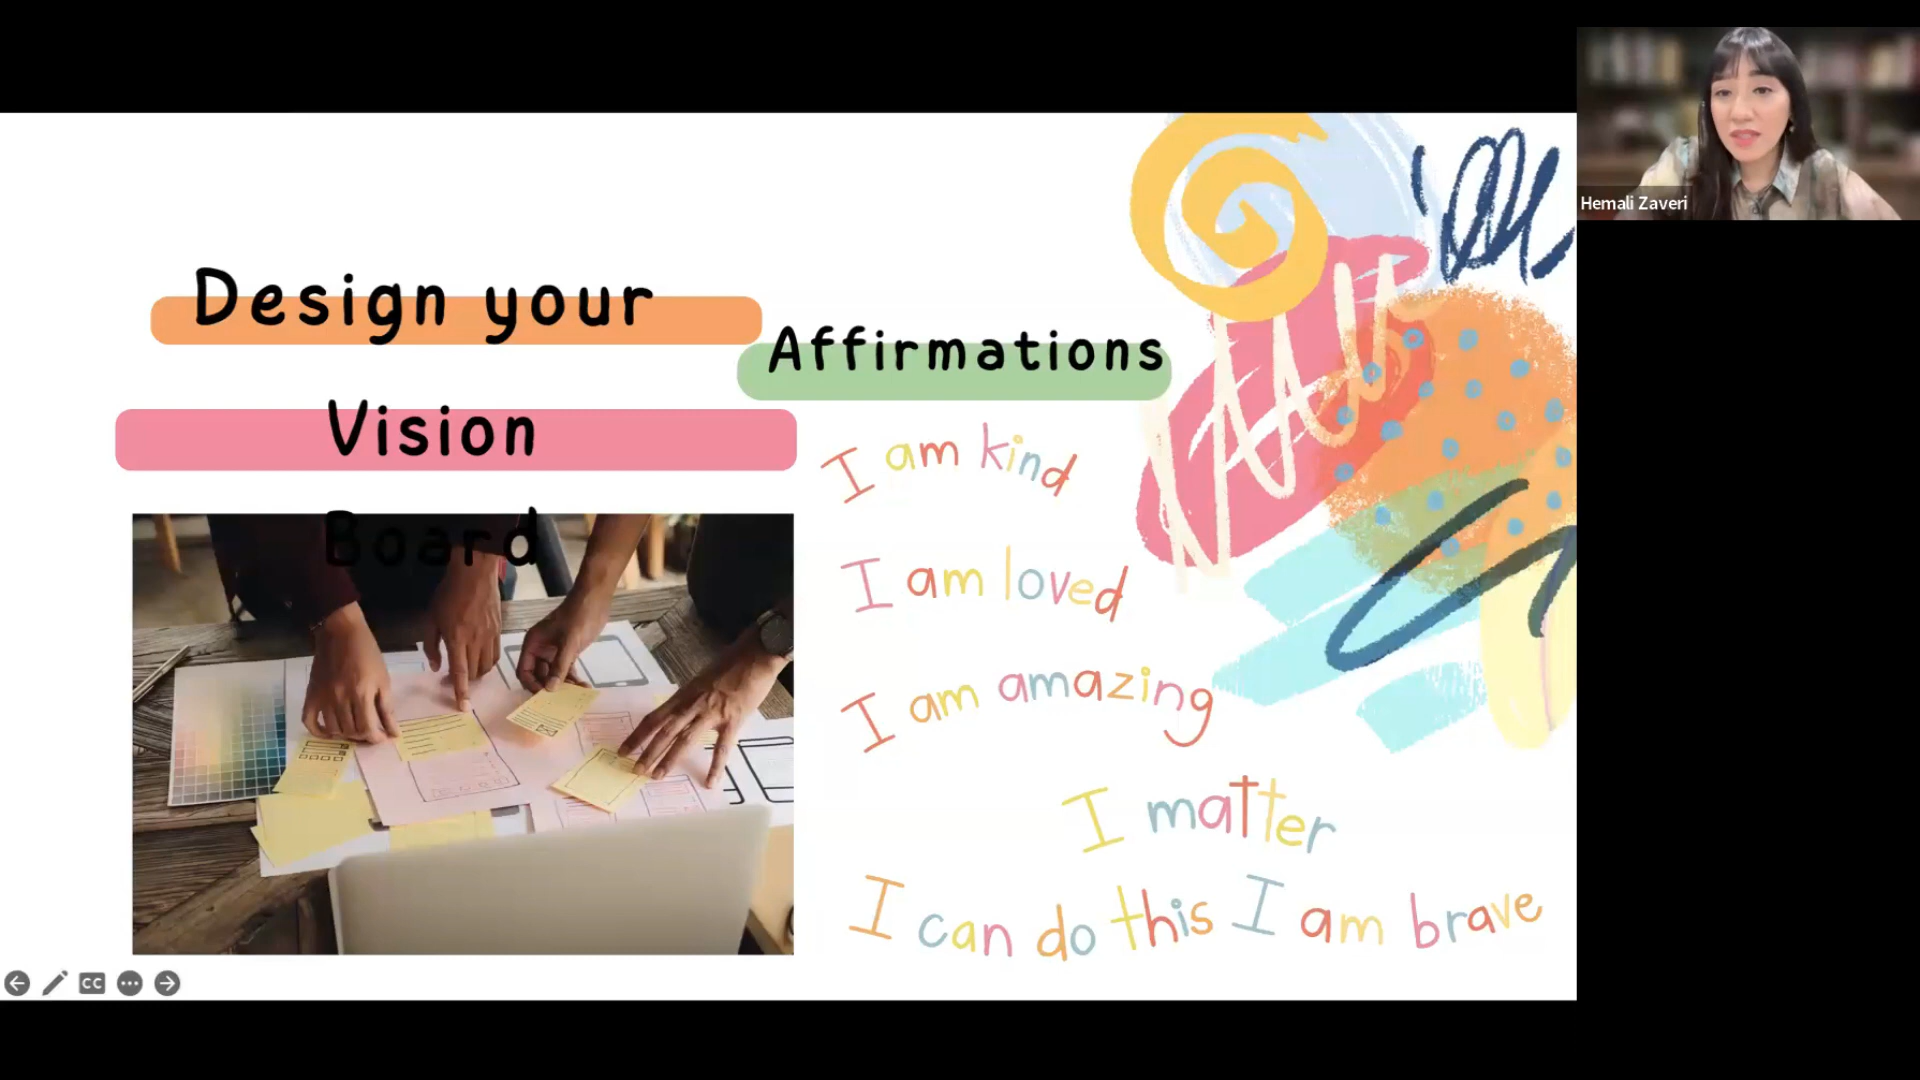 Design your
Vision
Board
Affirmations
I am kind
I am loved
I am amazing
I matter
I can do this I am brave
Hemali Zaveri
CC